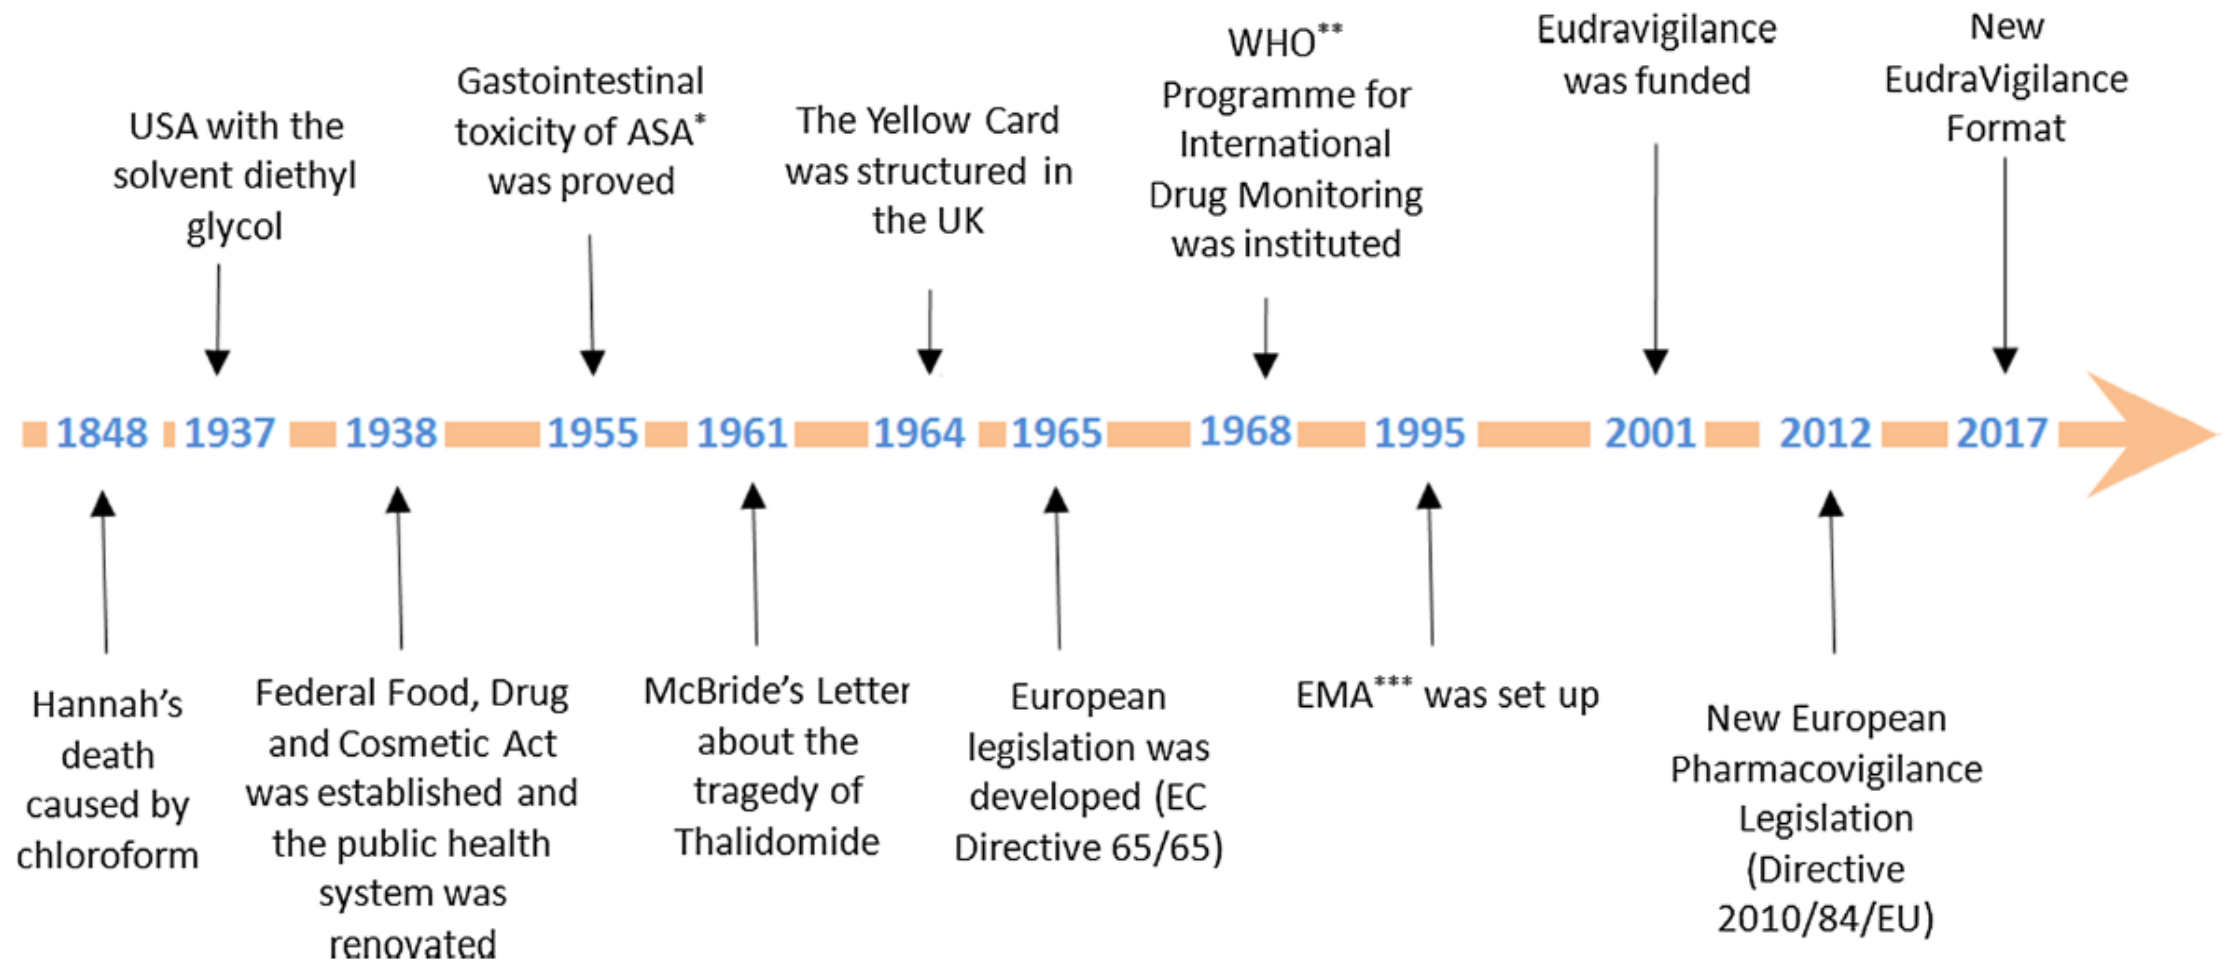 USA with the
solvent diethyl
glycol
Gastointestinal
toxicity of ASA*
was proved
The Yellow Card
was structured in
the UK
WHO**
Programme for
International
Drug Monitoring
was instituted
Eudravigilance
was funded
New
EudraVigilance
Format
1848 1937 1938 1955 1961 1964 1965 1968 1995 2001 2012 2017
Hannah's
death
caused by
chloroform
Federal Food, Drug
and Cosmetic Act
was established and
the public health
system was
renovated
McBride's Letter
about the
tragedy of
Thalidomide
European
legislation was
developed (EC
Directive 65/65)
EMA*** was set up
New European
Pharmacovigilance
Legislation
(Directive
2010/84/EU)